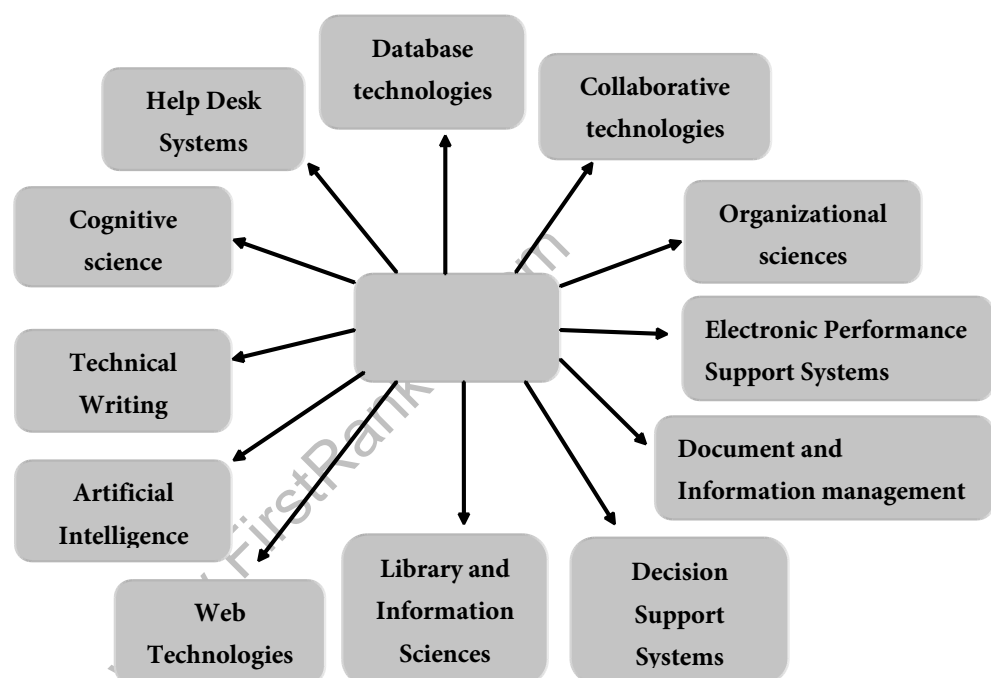 Database
technologies
Collaborative
technologies
Help Desk
Systems
Organizational
sciences
Cognitive
science
Electronic Performance
Support Systems
Technical
Writing
Document and
Information management
Artificial
Intelligence
Library and
Information
Sciences
Decision
Support
Systems
Web
Technologies
FirstRank
m